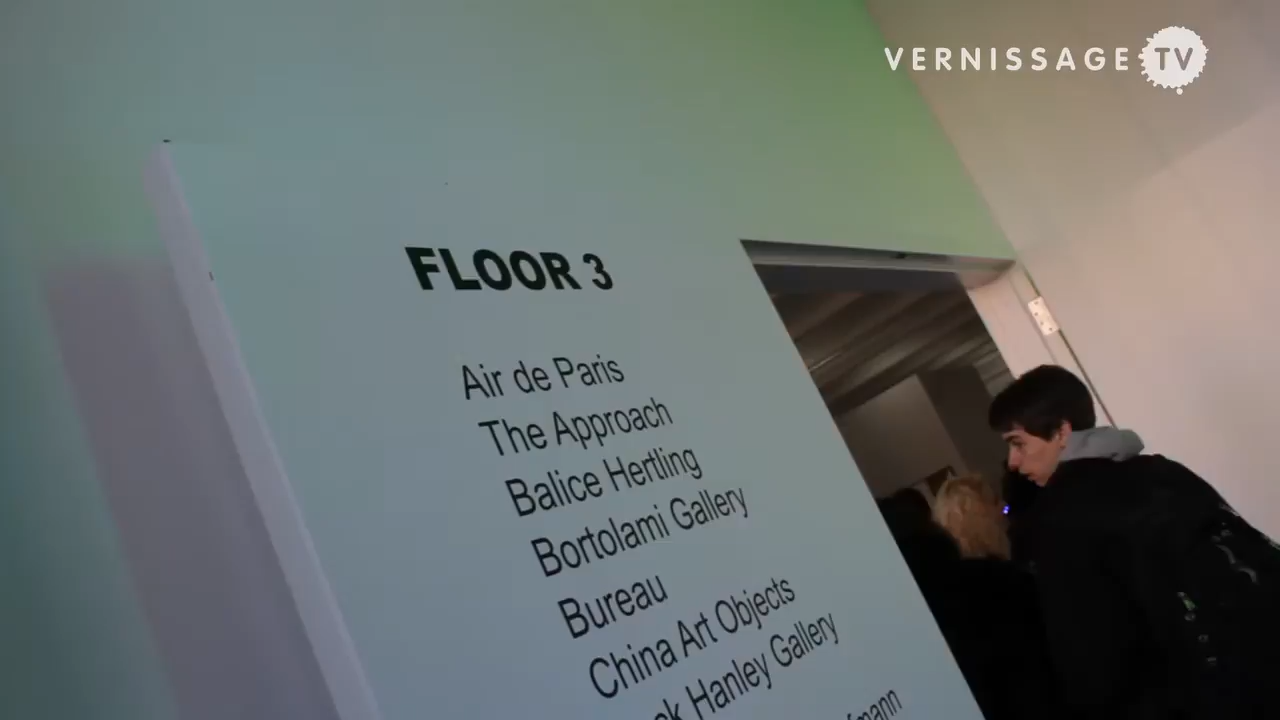 VERNISSAGE TV
FLOOR 3
Air de Paris
The Approach
Balice Hertling
Bortolami Gallery
Bureau
China Art Objects
Hanley Gallery